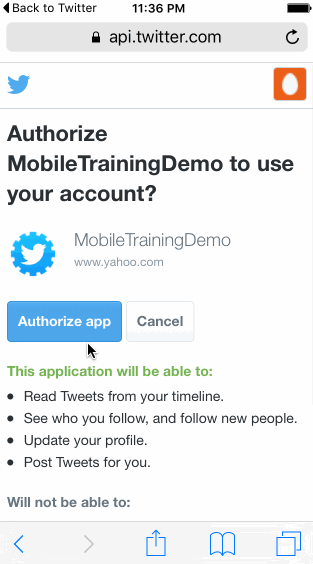 Back to Twitter 11:36 PM
api.twitter.com
Authorize
MobileTrainingDemo to use
your account?
MobileTrainingDemo
www.yahoo.com
Authorize app Cancel
This application will be able to:
Read Tweets from your timeline.
See who you follow, and follow new people.
Update your profile.
Post Tweets for you.
Will not be able to: